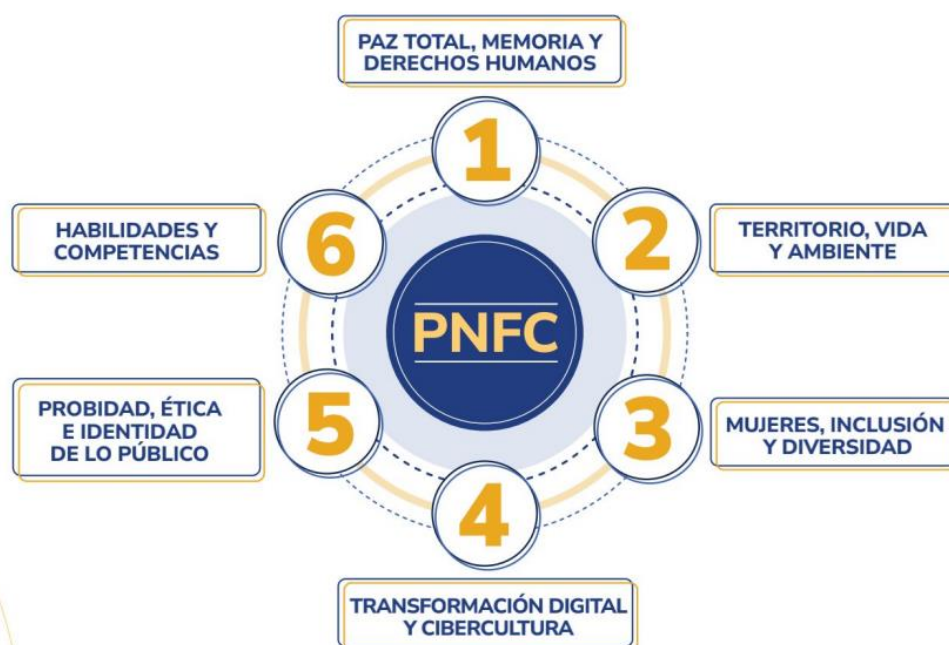 PAZ TOTAL, MEMORIA Y
DERECHOS HUMANOS
1
2
TERRITORIO, VIDA
Y AMBIENTE
3
MUJERES, INCLUSIÓN
Y DIVERSIDAD
4
TRANSFORMACIÓN DIGITAL
Y CIBERCULTURA
5
PROBIDAD, ÉTICA
E IDENTIDAD
DE LO PÚBLICO
6
HABILIDADES Y
COMPETENCIAS
PNFC